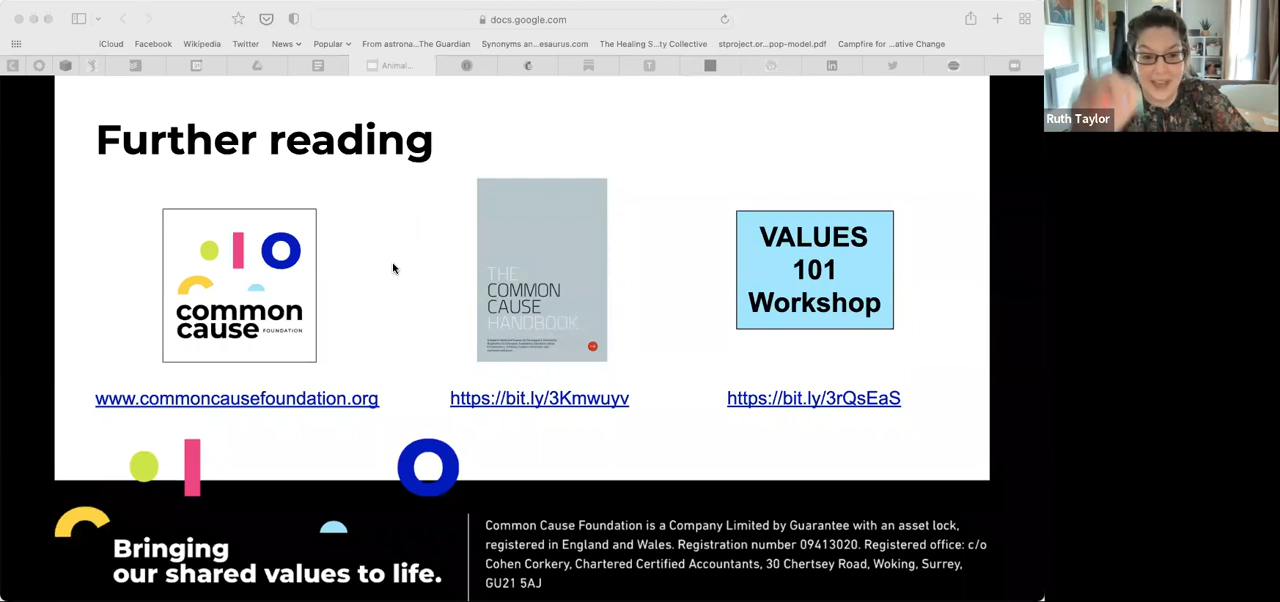 docs.google.com
iCloud Facebook Wikipedia Twitter News Popular From astrona...The Guardian Synonyms an...esaurus.com The Healing S...ty Collective stproject.or...pop-model.pdf Campfire for ...ative Change
Animal...
Ruth Taylor
Further reading
common
cause FOUNDATION
THE
COMMON
CAUSE
HANDBOOK
VALUES
101
Workshop
www.commoncausefoundation.org
https://bit.ly/3Kmwuyv
https://bit.ly/3rQsEaS
Bringing
our shared values to life.
Common Cause Foundation is a Company Limited by Guarantee with an asset lock,
registered in England and Wales. Registration number 09413020. Registered office: c/o
Cohen Corkery, Chartered Certified Accountants, 30 Chertsey Road, Woking, Surrey,
GU21 5AJ